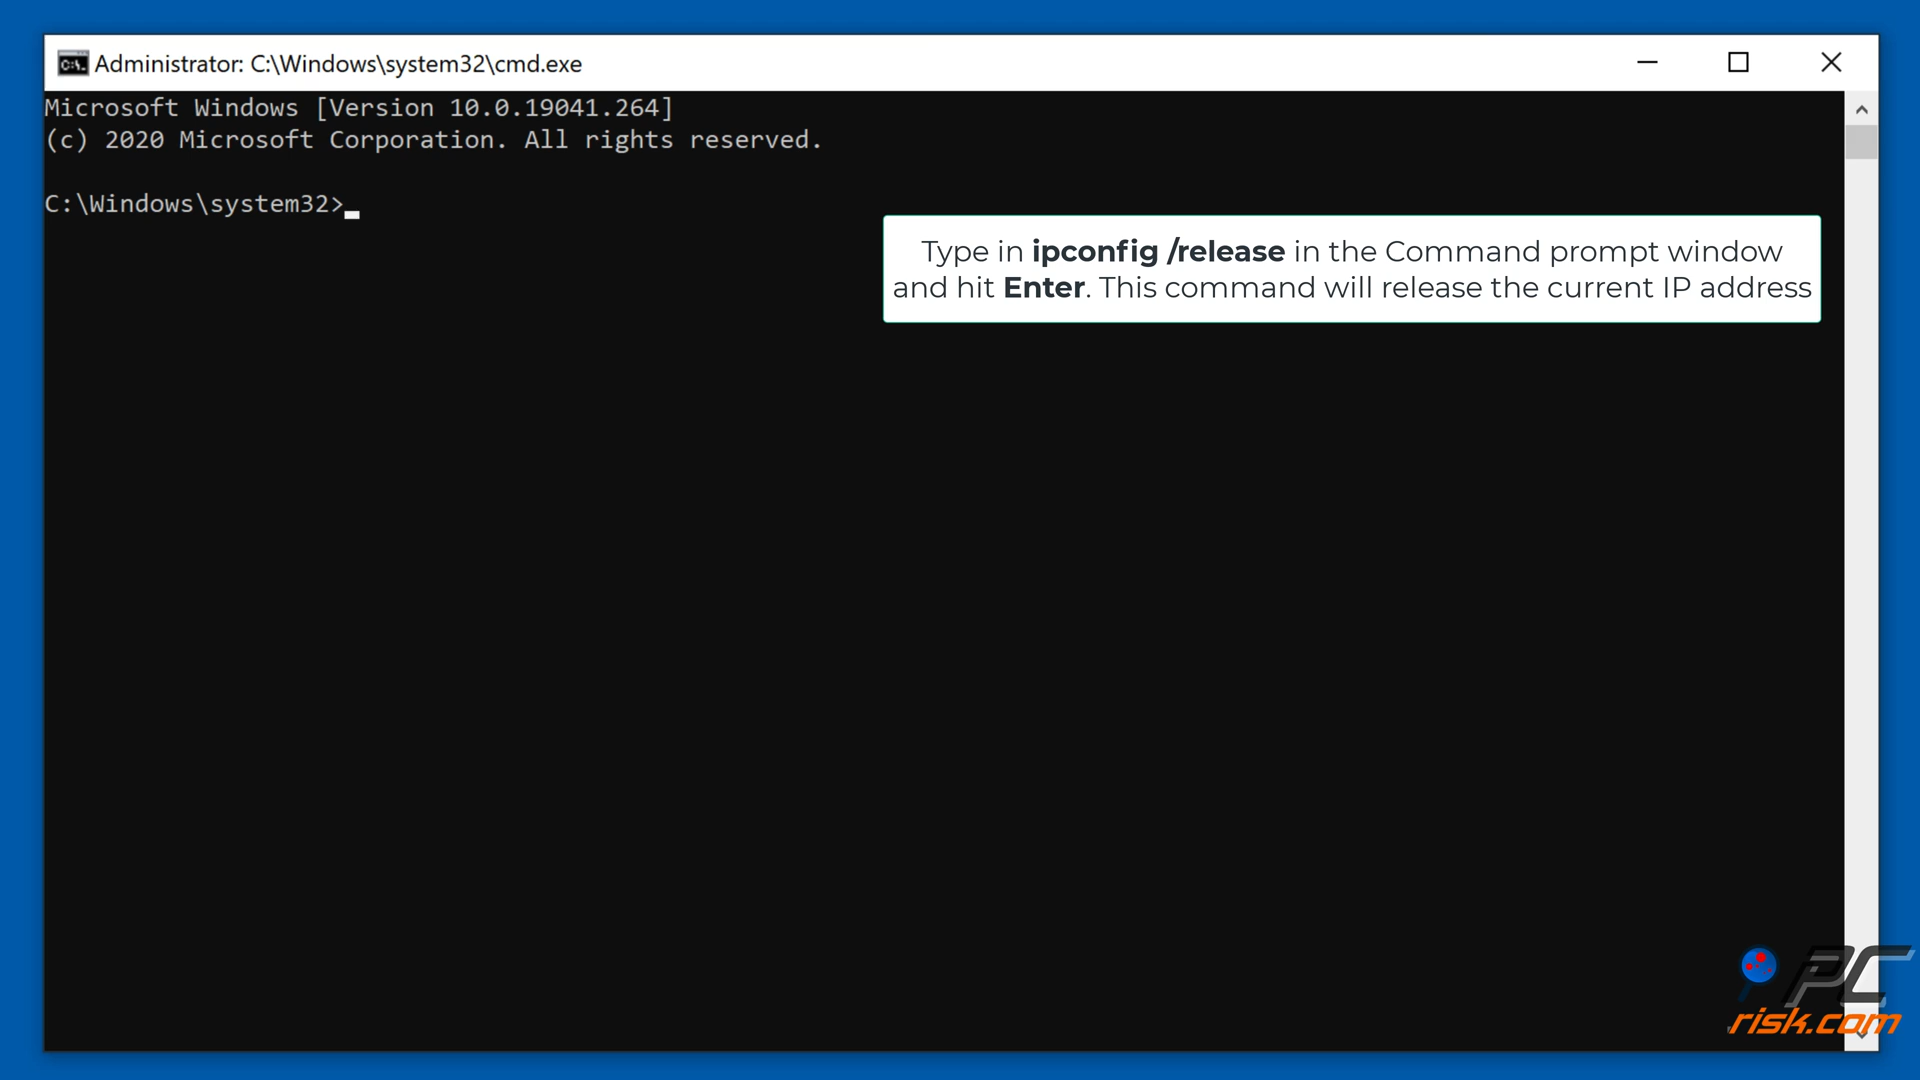 Administrator: C:\Windows\system32\cmd.exe
Microsoft Windows [Version 10.0.19041.264]
(c) 2020 Microsoft Corporation. All rights reserved.
C:\Windows\system32>
Type in ipconfig /release in the Command prompt window
and hit Enter. This command will release the current IP address
PC
risk.com